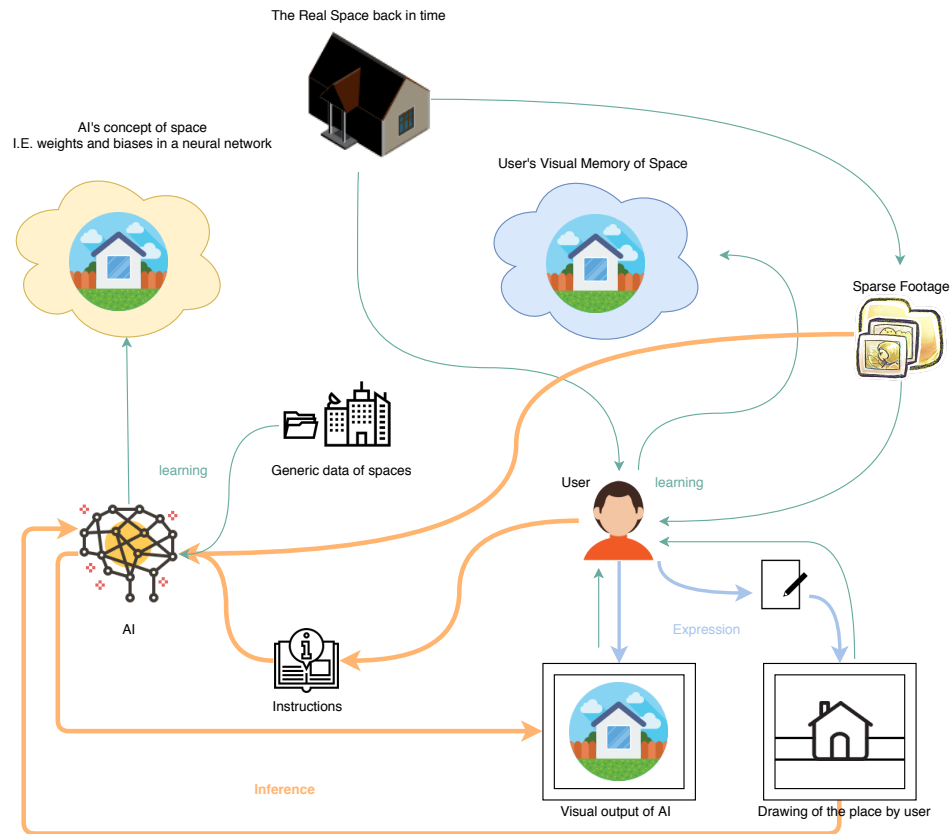 The Real Space back in time
AI's concept of space
I.E. weights and biases in a neural network
User's Visual Memory of Space
Sparse Footage
Generic data of spaces
learning
User
learning
AI
Expression
Instructions
Inference
Visual output of AI
Drawing of the place by user